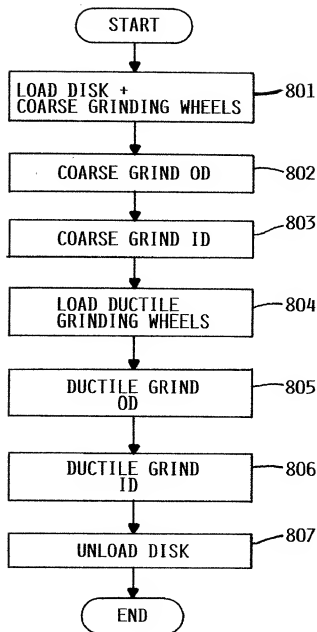 START
LOAD DISK +
COARSE GRINDING WHEELS
801
COARSE GRIND OD
802
COARSE GRIND ID
803
LOAD DUCTILE
GRINDING WHEELS
804
DUCTILE GRIND
OD
805
DUCTILE GRIND
ID
806
UNLOAD DISK
807
END